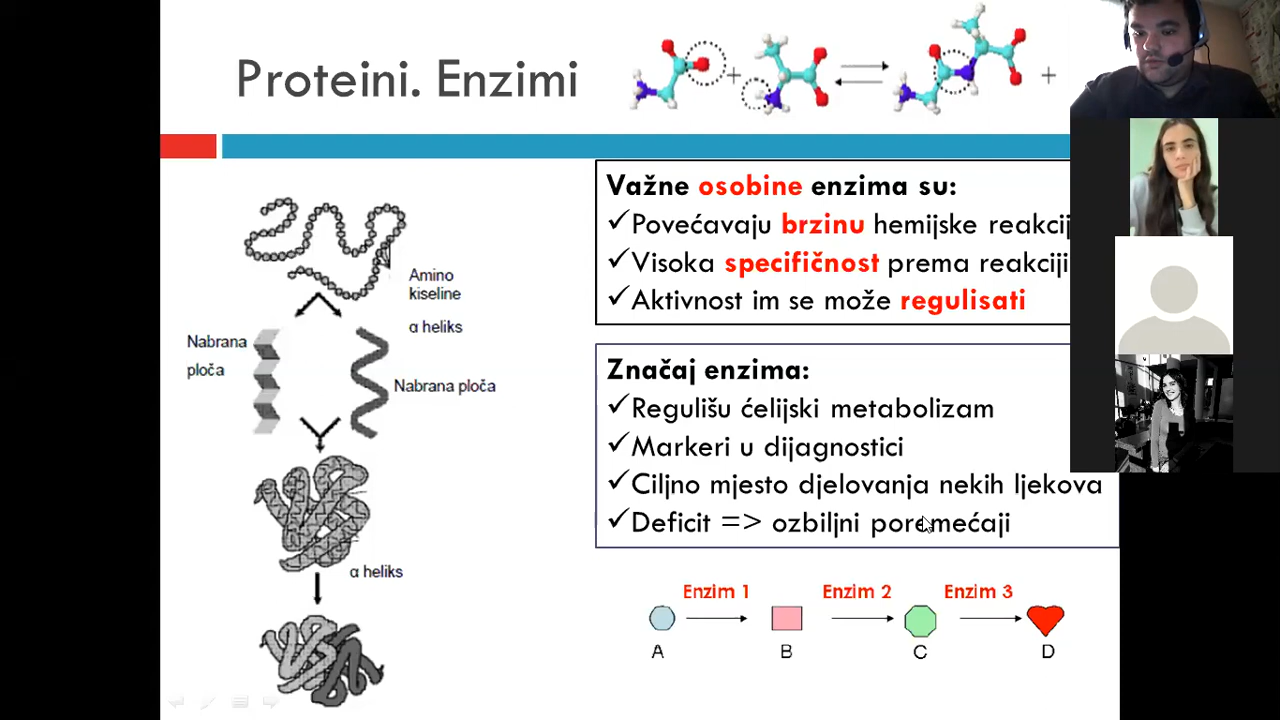 Proteini. Enzimi
+
+
Važne osobine enzima su:
✓Povećavaju brzinu hemijske reakcij
✓Visoka specifičnost prema reakciji
✓Aktivnost im se može regulisati
Amino
kiseline
α heliks
Nabrana
ploča
Nabrana ploča
α heliks
Značaj enzima:
✓Regulišu ćelijski metabolizam
✓Markeri u dijagnostici
✓Ciljno mjesto djelovanja nekih ljekova
✓Deficit => ozbiljni poremećaji
Enzim 1 Enzim 2 Enzim 3
A B C D